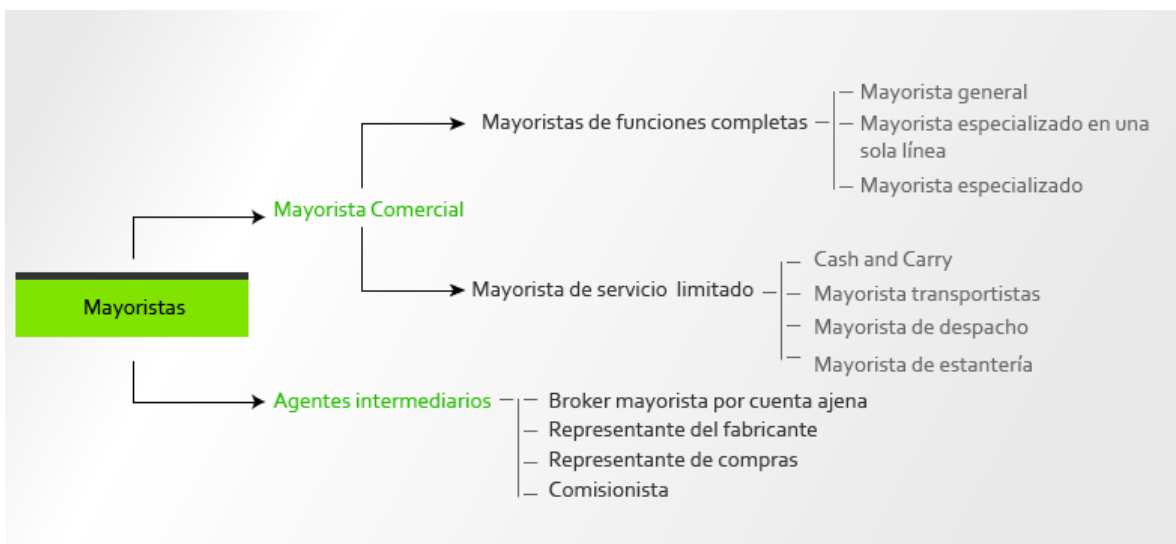 Mayoristas
Mayorista Comercial
Mayoristas de funciones completas
Mayorista general
Mayorista especializado en una
sola línea
Mayorista especializado
Mayorista de servicio limitado
Cash and Carry
Mayorista transportistas
Mayorista de despacho
Mayorista de estantería
Agentes intermediarios
Broker mayorista por cuenta ajena
Representante del fabricante
Representante de compras
Comisionista